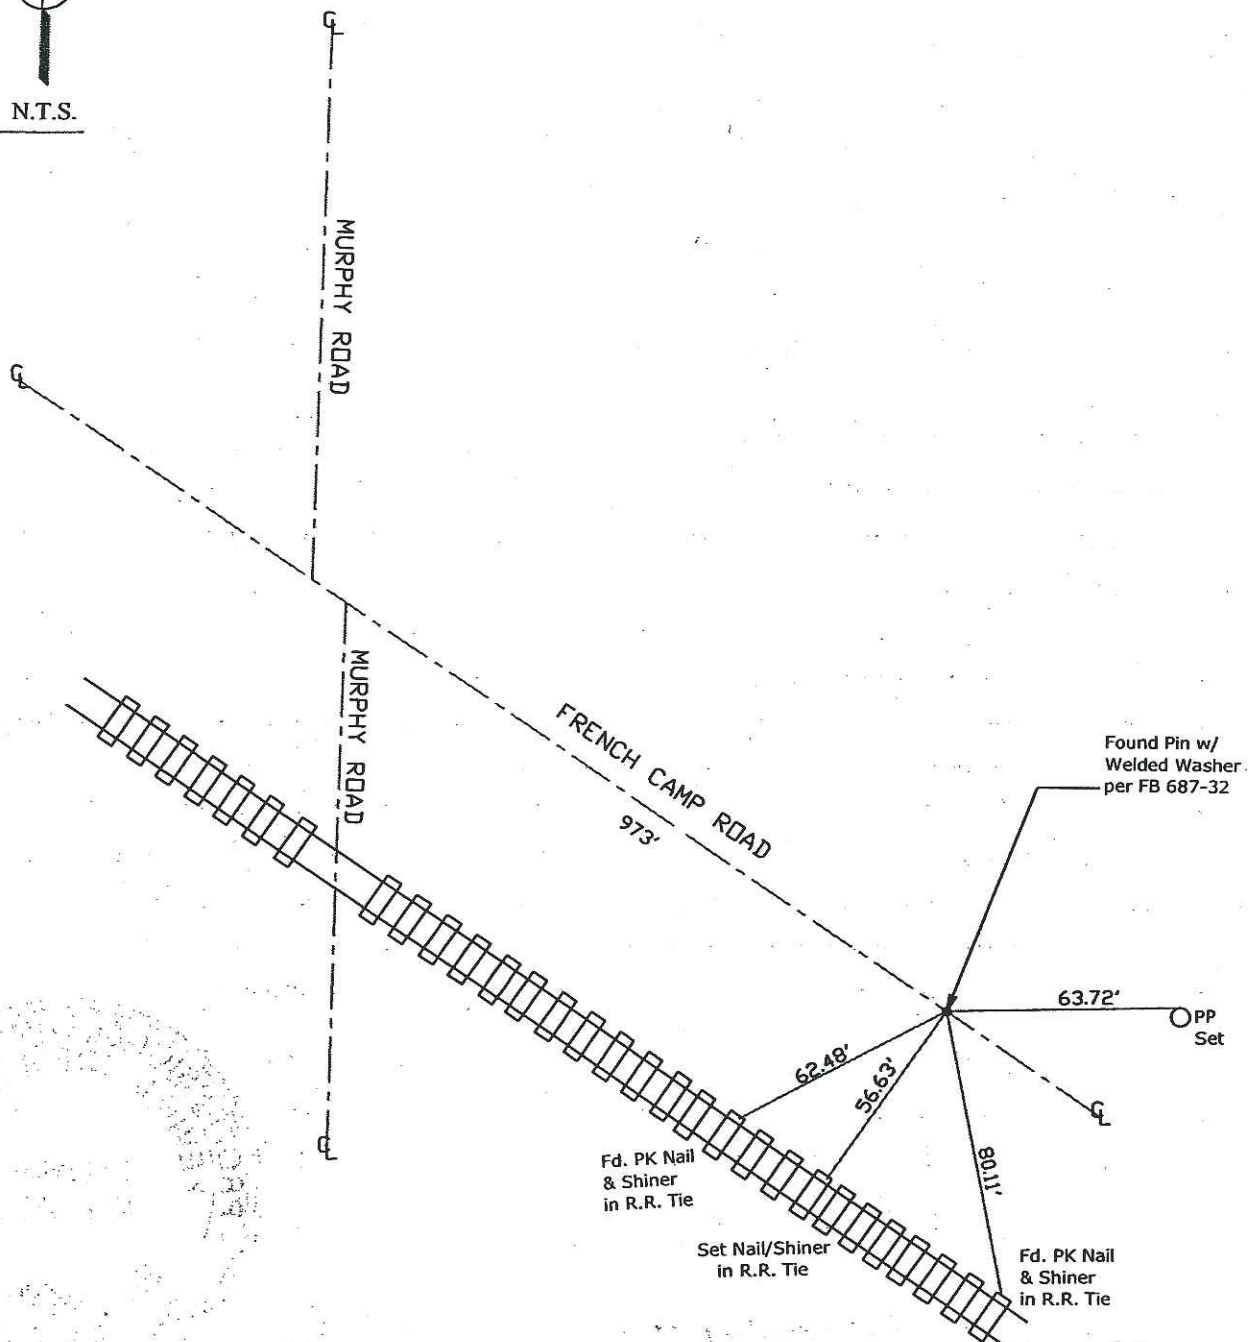 ℄
N.T.S.
MURPHY ROAD
℄
MURPHY ROAD
FRENCH CAMP ROAD
973'
Found Pin w/
Welded Washer
per FB 687-32
63.72'
PP
Set
62.48'
56.63'
℄
80.11'
℄
Fd. PK Nail
& Shiner
in R.R. Tie
Set Nail/Shiner
in R.R. Tie
Fd. PK Nail
& Shiner
in R.R. Tie